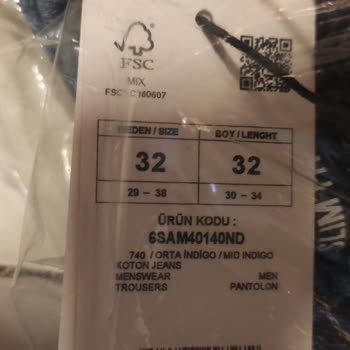 FSC
MIX
FSC® C160607
BEDEN / SIZE BOY / LENGHT
32 32
29 – 38 30 – 34
ÜRÜN KODU :
6SAM40140ND
740 / ORTA İNDİGO / MID INDIGO
KOTON JEANS
MENSWEAR MEN
TROUSERS PANTOLON
SLIM